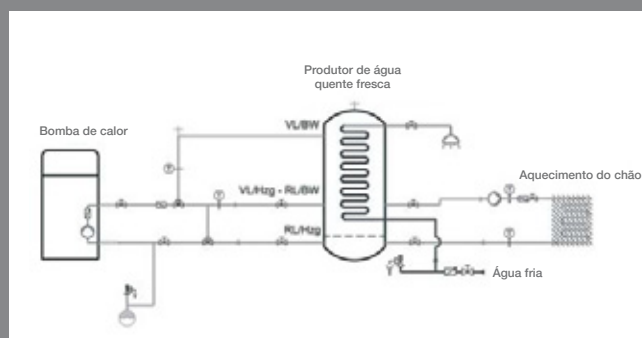 Produtor de água
quente fresca
VL/BW
Bomba de calor
Aquecimento do chão
VL/Hzg - RL/BW
RL/Hzg
Água fria